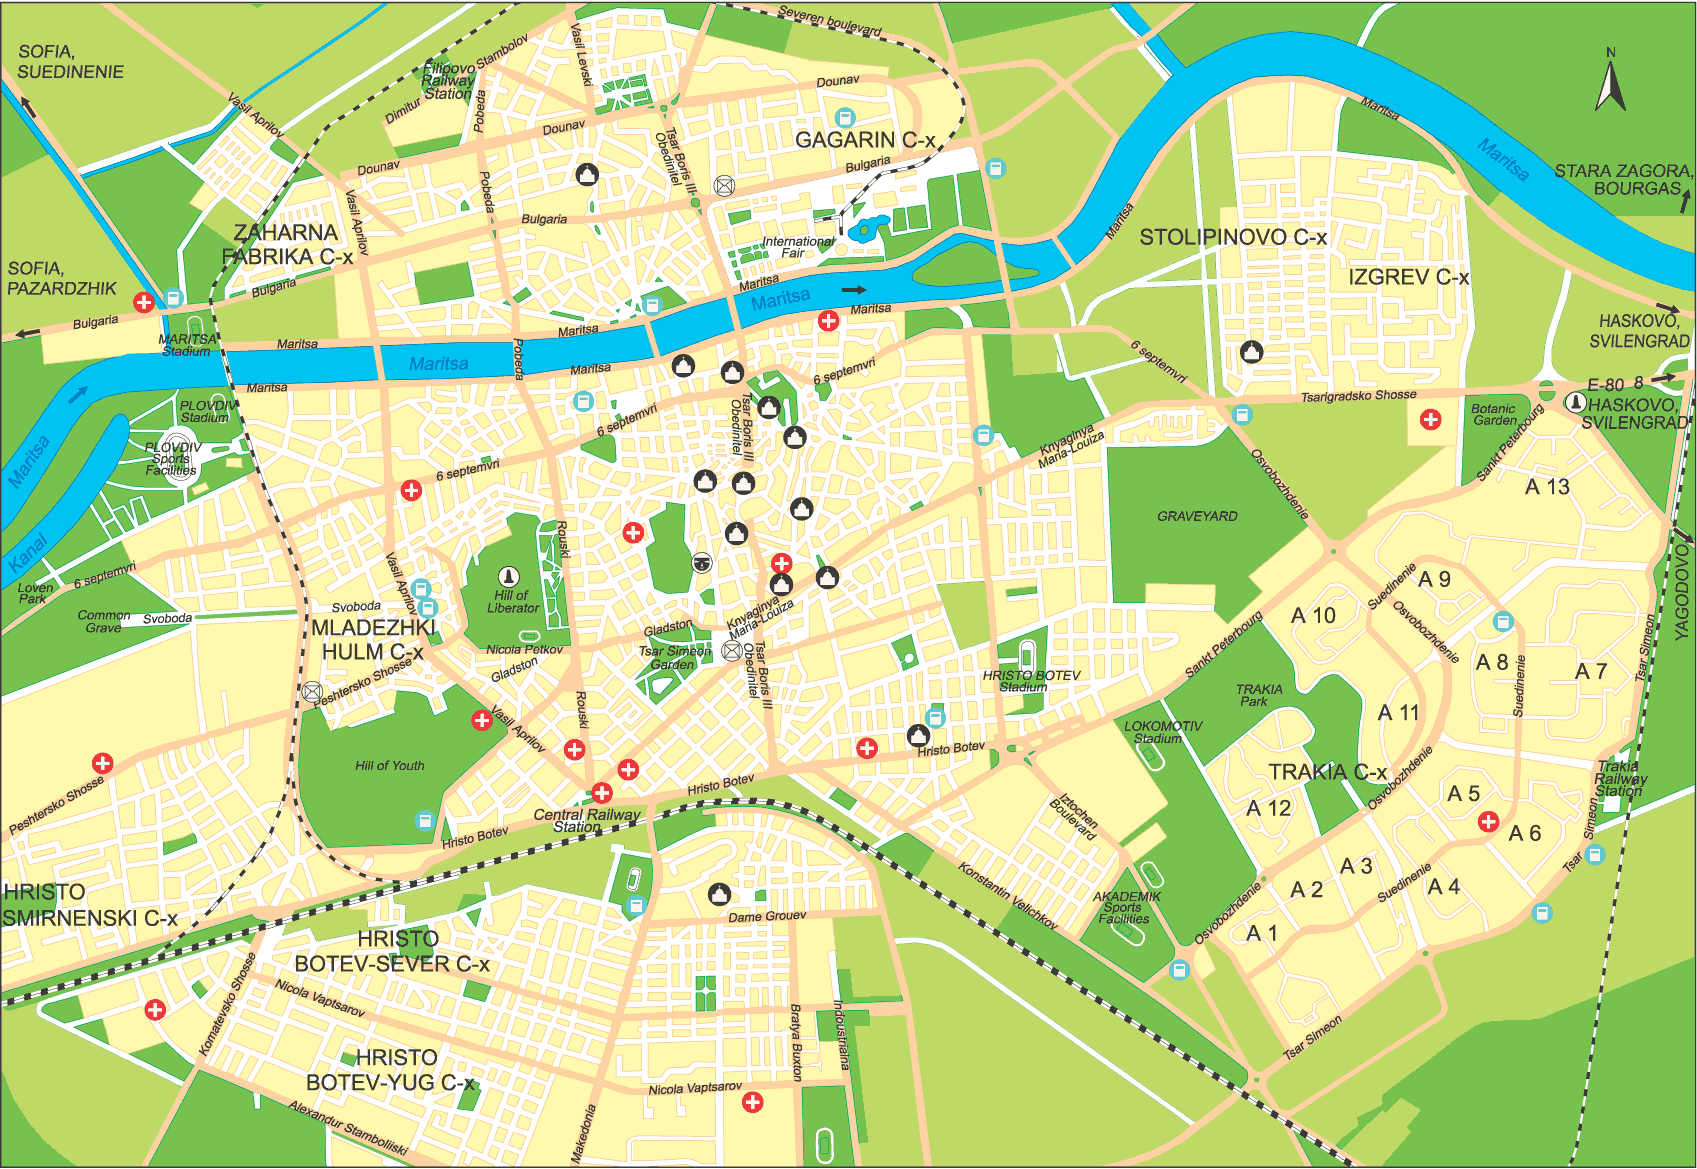 SOFIA,
SUEDINENIE
Severen boulevard
Vasil Levski
Stambolov
Dimitur
Filipovo
Railway
Station
Pobeda
Vasil Aprilov
Dounav
Dounav
Dounav
Tsar Boris III
Obedinitel
GAGARIN C-x
Bulgaria
N
Maritsa
Maritsa
STARA ZAGORA,
BOURGAS
Pobeda
Vasil Aprilov
Bulgaria
ZAHARNA
FABRIKA C-x
International
Fair
Maritsa
STOLIPINOVO C-x
IZGREV C-x
SOFIA,
PAZARDZHIK
Bulgaria
Bulgaria
Maritsa
Maritsa
Maritsa
MARITSA
Stadium
Maritsa
Maritsa
Maritsa
Pobeda
Maritsa
Maritsa
HASKOVO,
SVILENGRAD
6 septemvri
6 septemvri
E-80 8
HASKOVO,
SVILENGRAD
Tsarigradsko Shosse
Botanic
Garden
Sankt Peterbourg
PLOVDIV
Stadium
PLOVDIV
Sports
Facilities
Maritsa
6 septemvri
6 septemvri
Tsar Boris III
Obedinitel
Knyaginya
Maria-Louiza
Osvobozhdenie
A 13
GRAVEYARD
Kanal
6 septemvri
Loven
Park
Common
Grave
Svoboda
Svoboda
Vasil Aprilov
Rouski
Hill of
Liberator
MLADEZHKI
HULM C-x
Nicola Petkov
Gladston
Gladston
Knyaginya
Maria-Louiza
Tsar Simeon
Garden
Tsar Boris III
Obedinitel
Peshtersko Shosse
Vasil Aprilov
Rouski
HRISTO BOTEV
Stadium
Sankt Peterbourg
Suedinenie
A 9
A 10
Osvobozhdenie
A 8
Suedinenie
A 7
Tsar Simeon
YAGODOVO
TRAKIA
Park
A 11
LOKOMOTIV
Stadium
TRAKIA C-x
Osvobozhdenie
A 12
A 5
A 6
Trakia
Railway
Station
Hill of Youth
Peshtersko Shosse
Hristo Botev
Hristo Botev
Hristo Botev
Central Railway
Station
Iztochen
Boulevard
Konstantin Velichkov
AKADEMIK
Sports
Facilities
Osvobozhdenie
A 3
A 2
A 1
Suedinenie
A 4
Tsar Simeon
HRISTO
SMIRNENSKI C-x
HRISTO
BOTEV-SEVER C-x
Dame Grouev
Komatevsko Shosse
Nicola Vaptsarov
Bratya Buxton
Indoustrialna
Tsar Simeon
HRISTO
BOTEV-YUG C-x
Nicola Vaptsarov
Alexandur Stamboliiski
Makedonia